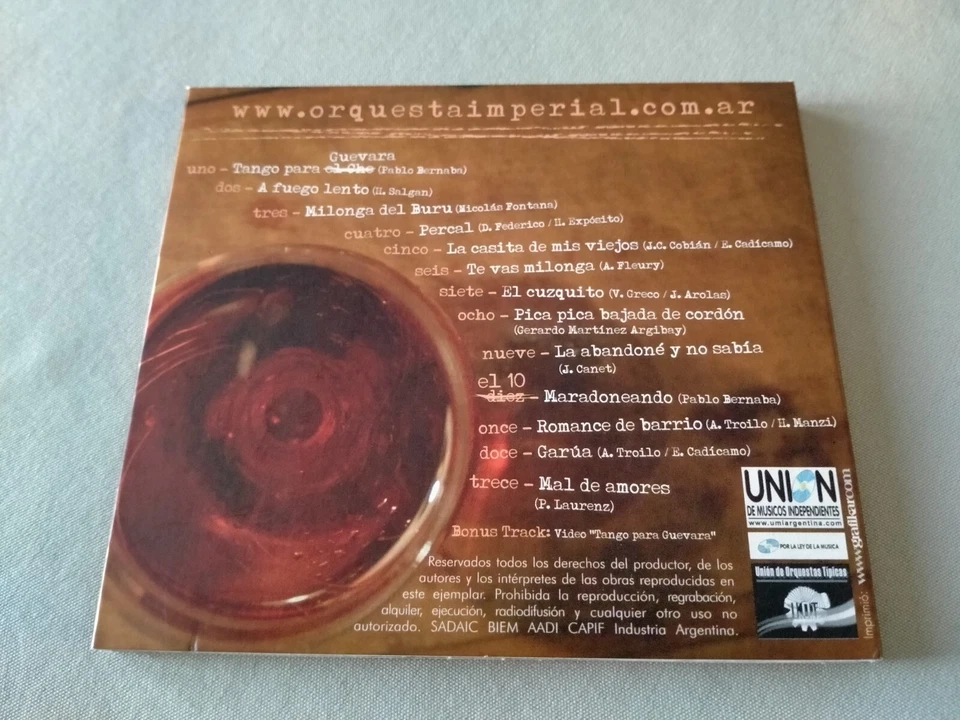 www.orquestaimperial.com.ar
Guevara
uno - Tango para el Che (Pablo Bernaba)
dos - A fuego lento (H. Salgan)
tres - Milonga del Buru (Nicolás Fontana)
cuatro - Percal (D. Federico / H. Expósito)
cinco - La casita de mis viejos (J.C. Cobián / E. Cadícamo)
seis - Te vas milonga (A. Fleury)
siete - El cuzquito (V. Greco / J. Arolas)
ocho - Pica pica bajada de cordón
(Gerardo Martínez Argibay)
nueve - La abandoné y no sabía
(J. Canet)
el 10
diez - Maradoneando (Pablo Bernaba)
once - Romance de barrio (A. Troilo / H. Manzi)
doce - Garúa (A. Troilo / E. Cadícamo)
trece - Mal de amores
(P. Laurenz)
Bonus Track: Video "Tango para Guevara"
Reservados todos los derechos del productor, de los
autores y los intérpretes de las obras reproducidas en
este ejemplar. Prohibida la reproducción, regrabación,
alquiler, ejecución, radiodifusión y cualquier otro uso no
autorizado. SADAIC BIEM AADI CAPIF Industria Argentina.
UNION
DE MUSICOS INDEPENDIENTES
www.umiargentina.com
POR LA LEY DE LA MUSICA
Unión de Orquestas Típicas
Imprimió: www.grafikar.com